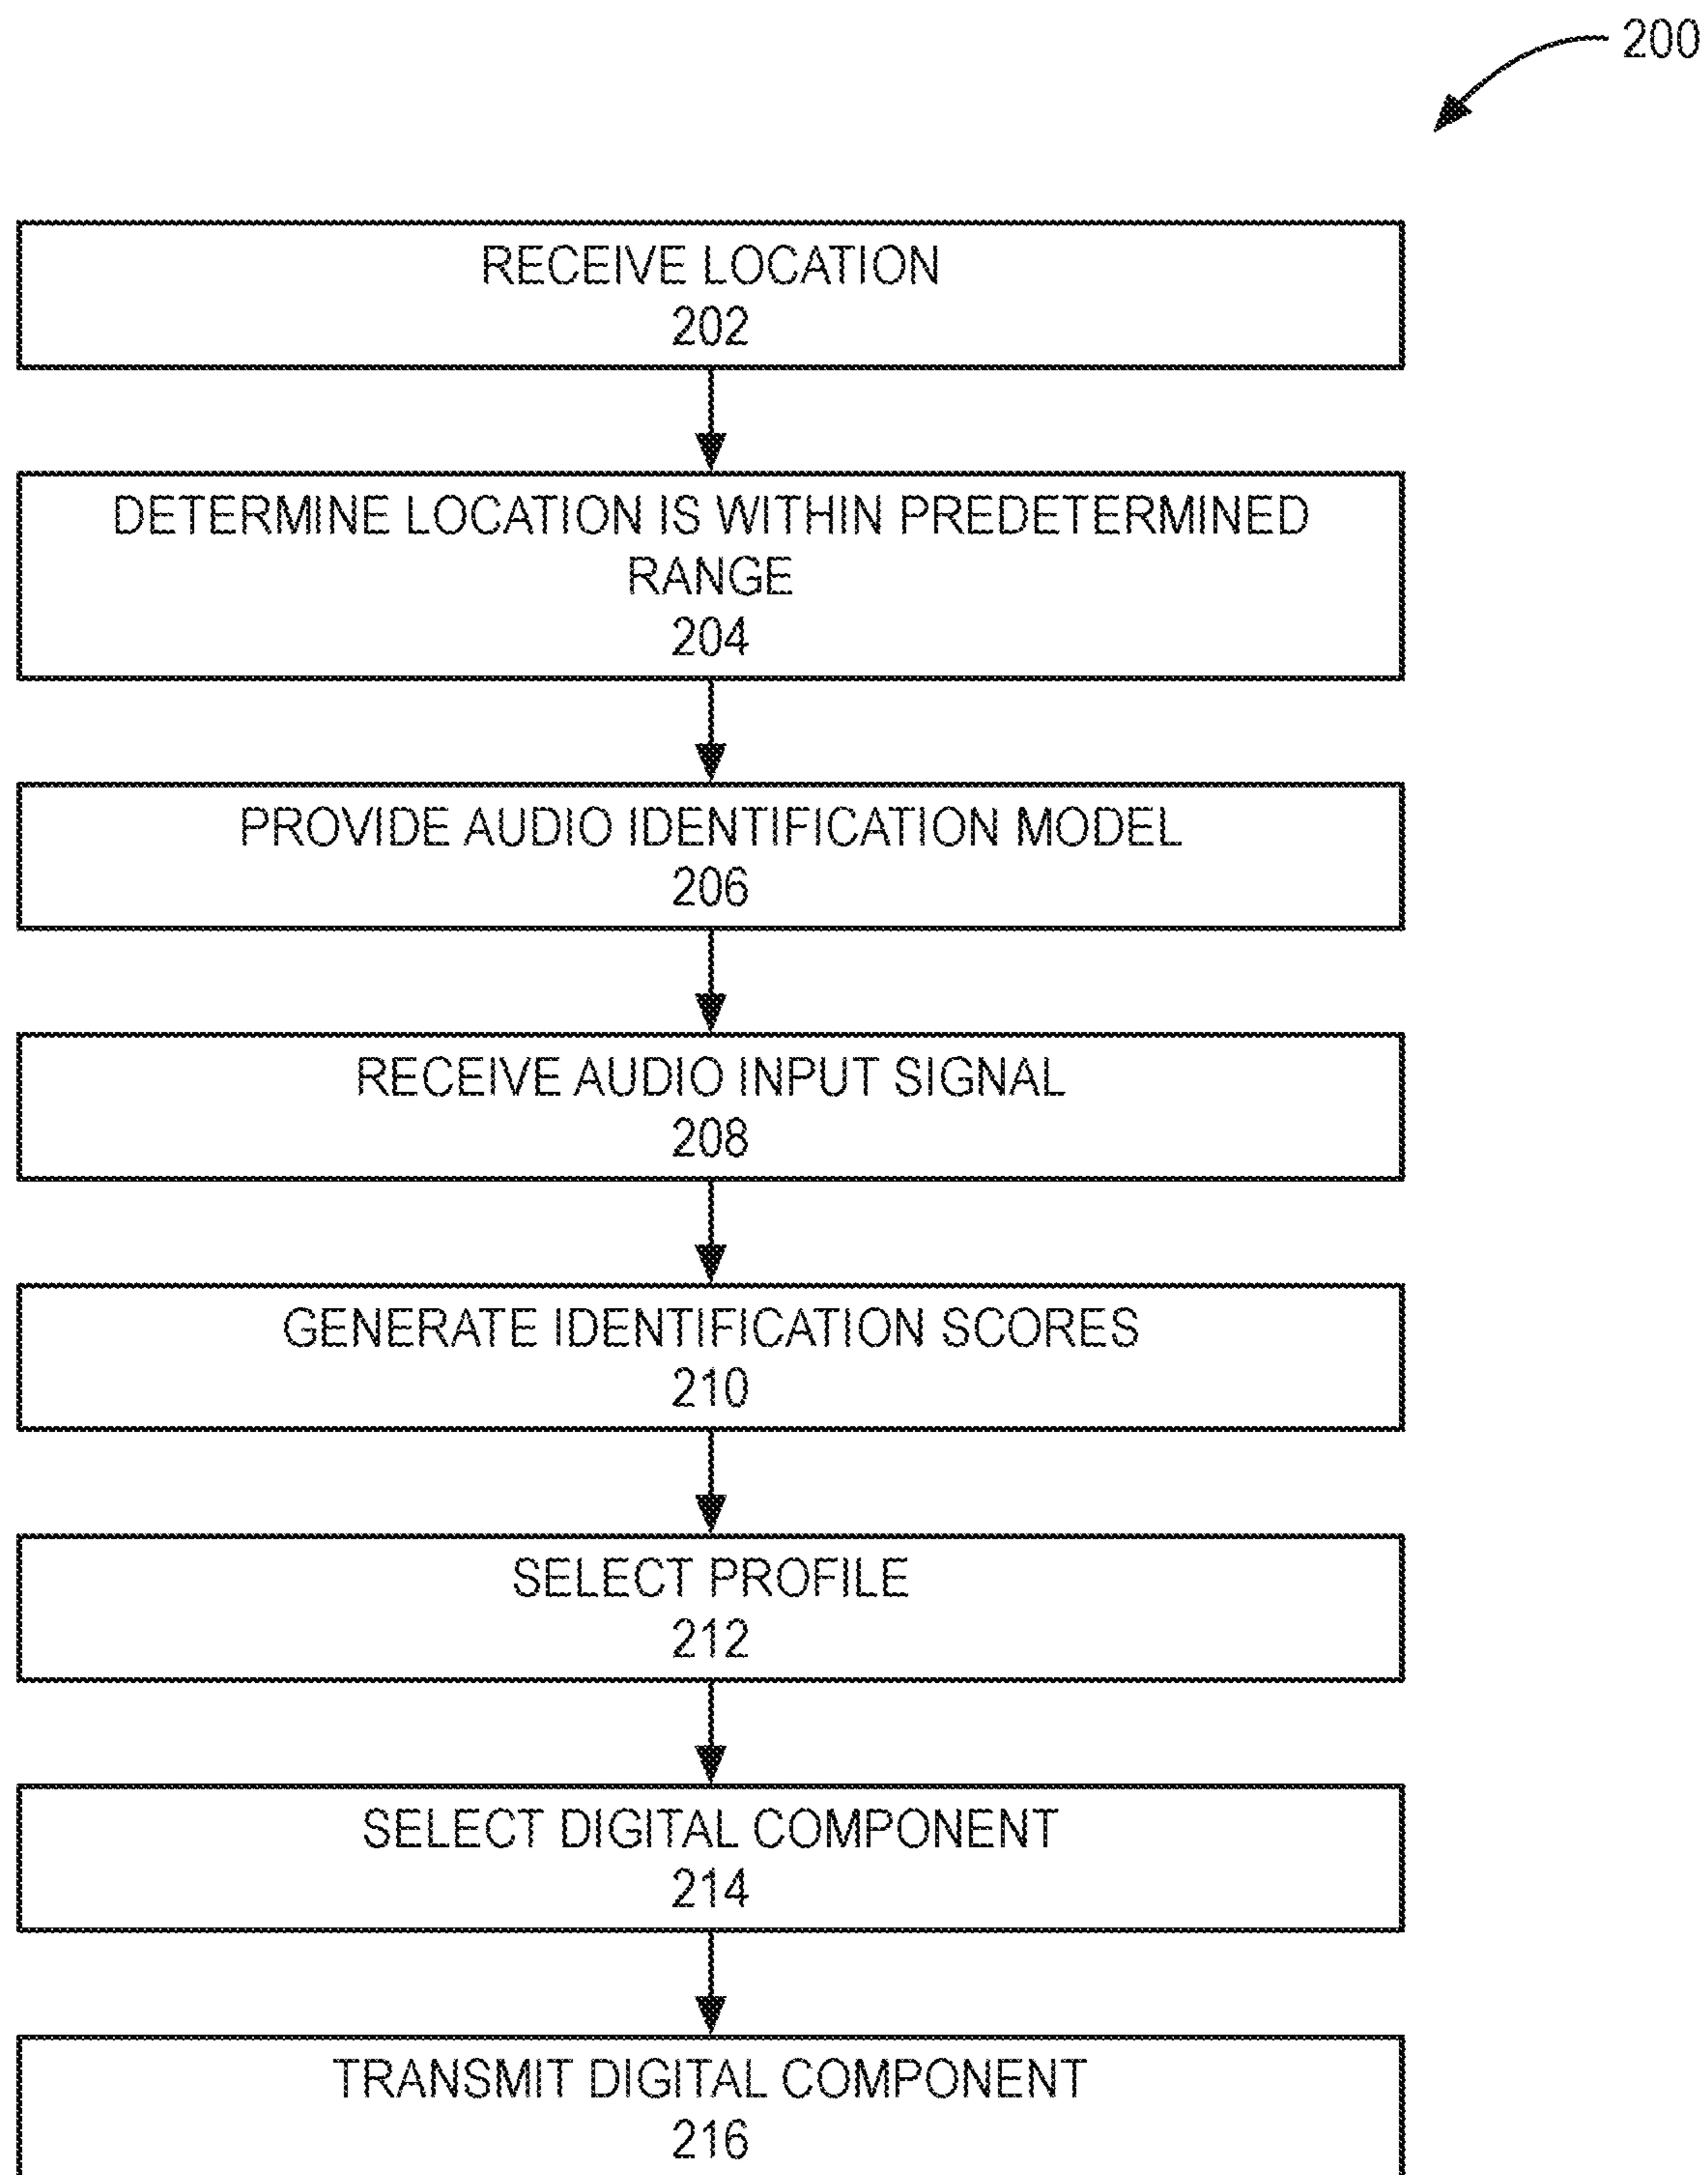 200
RECEIVE LOCATION
202
DETERMINE LOCATION IS WITHIN PREDETERMINED
RANGE
204
PROVIDE AUDIO IDENTIFICATION MODEL
206
RECEIVE AUDIO INPUT SIGNAL
208
GENERATE IDENTIFICATION SCORES
210
SELECT PROFILE
212
SELECT DIGITAL COMPONENT
214
TRANSMIT DIGITAL COMPONENT
216